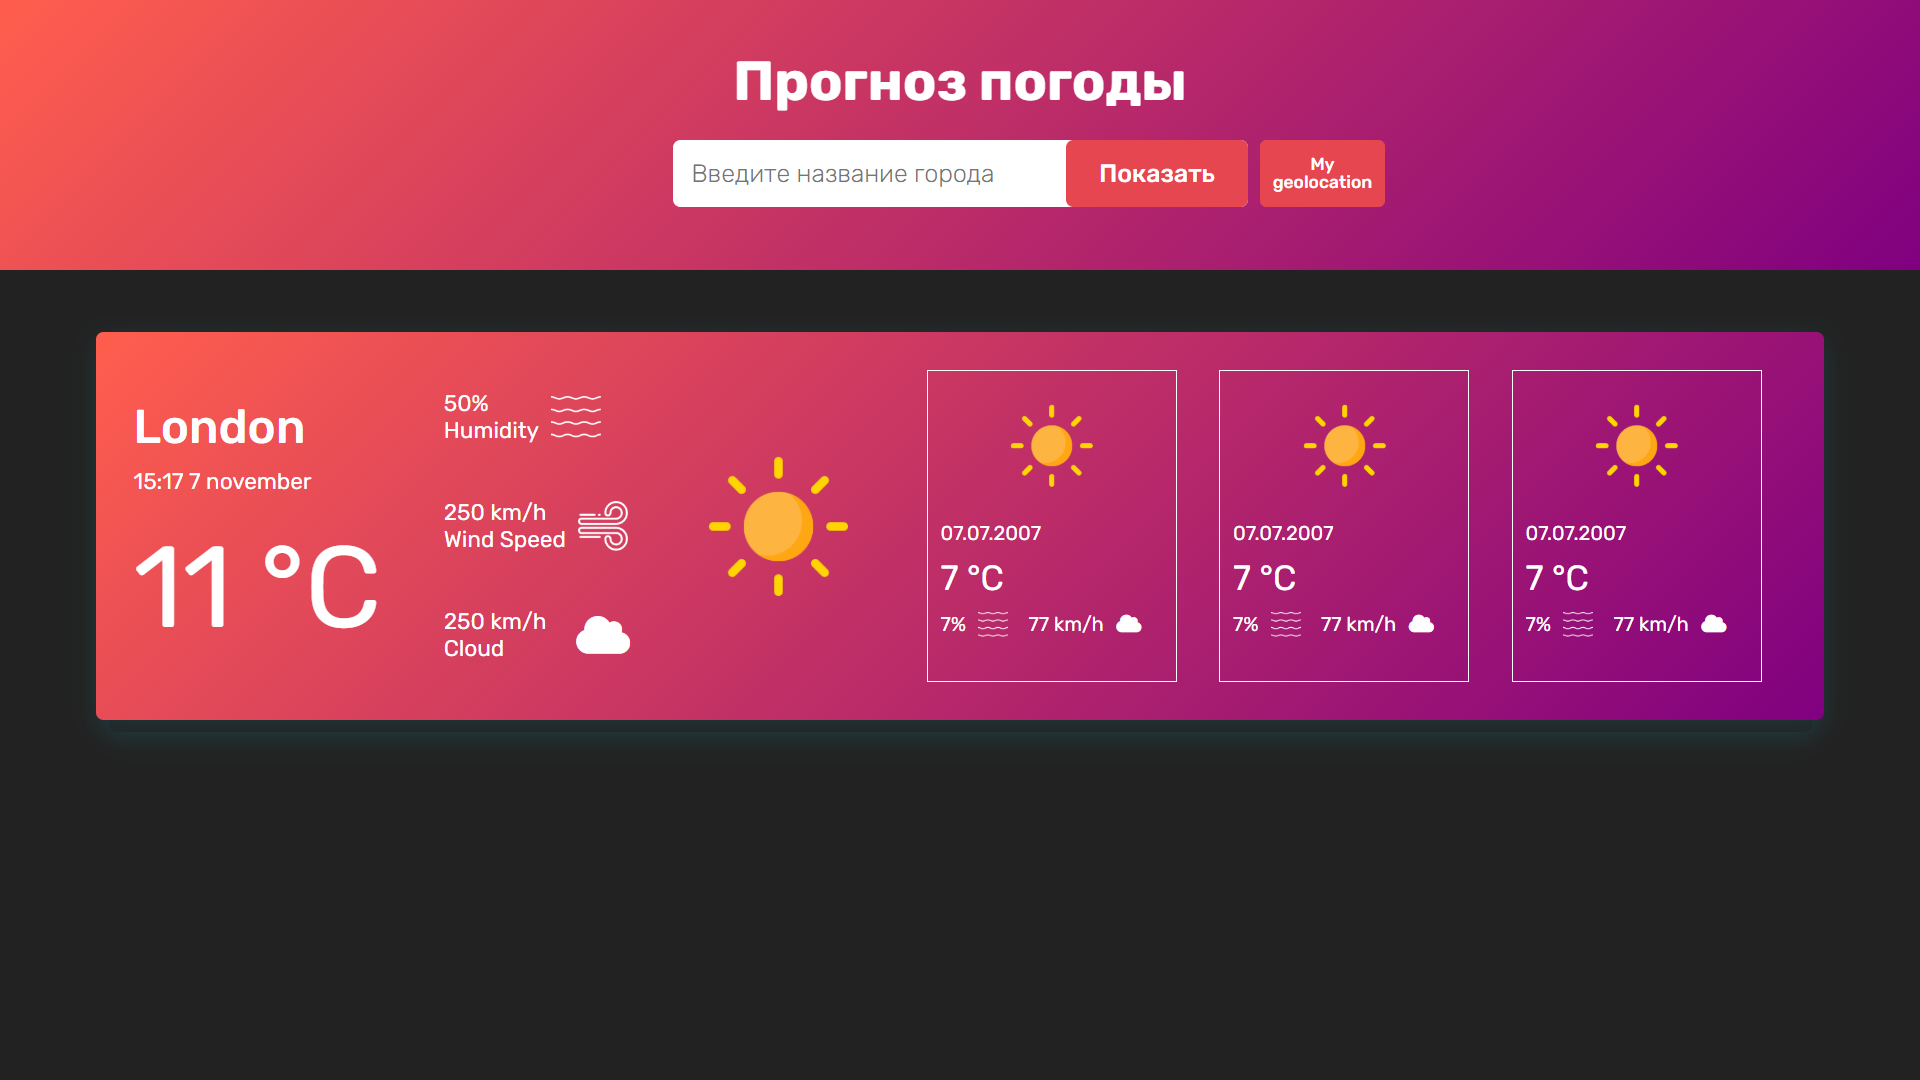 Прогноз погоды
Введите название города
Показать
My
geolocation
London
15:17 7 november
11 °C
50%
Humidity
250 km/h
Wind Speed
250 km/h
Cloud
07.07.2007
7 °C
7% 77 km/h
07.07.2007
7 °C
7% 77 km/h
07.07.2007
7 °C
7% 77 km/h